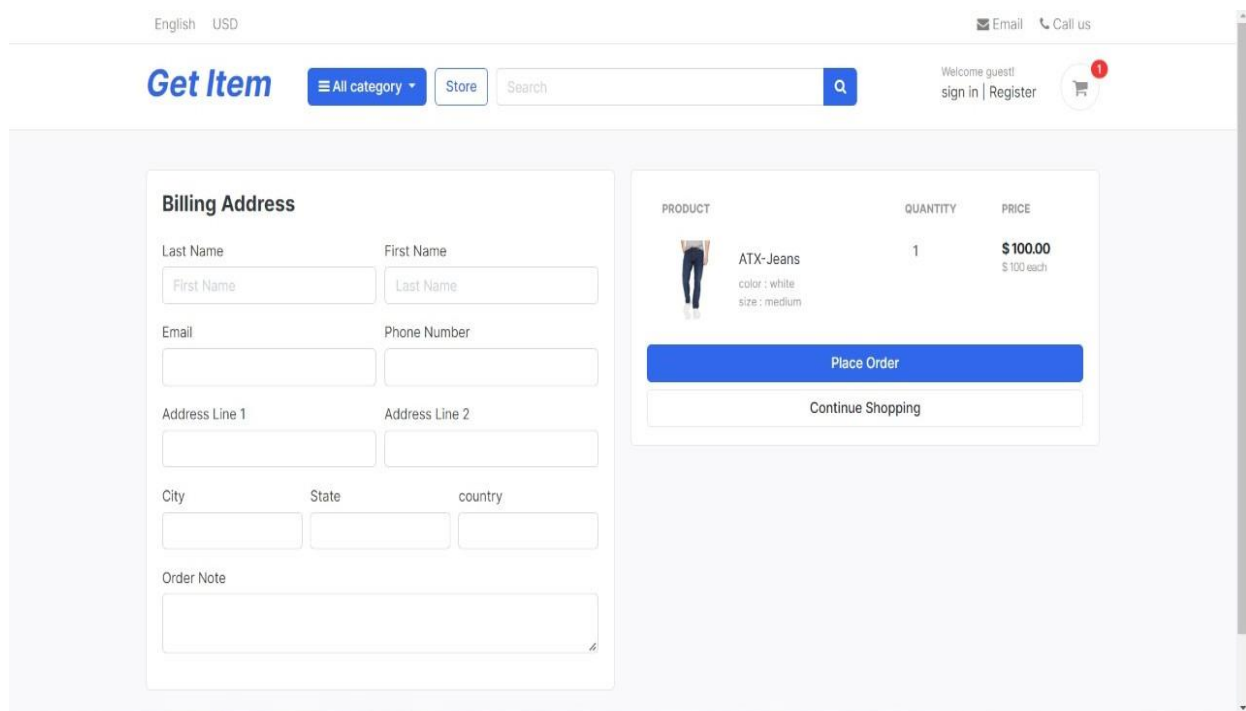 English USD Email Call us
Get Item All category Store Search Welcome guest!
sign in | Register 1
Billing Address
Last Name First Name
First Name Last Name
Email Phone Number
Address Line 1 Address Line 2
City State country
Order Note
PRODUCT QUANTITY PRICE
ATX-Jeans 1 $ 100.00
color : white $ 100 each
size : medium
Place Order
Continue Shopping